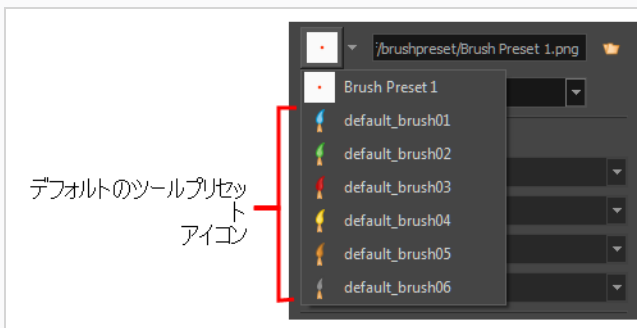 :/brushpreset/Brush Preset 1.png
Brush Preset 1
default_brush01
default_brush02
default_brush03
default_brush04
default_brush05
default_brush06
デフォルトのツールプリセッ
ト
アイコン